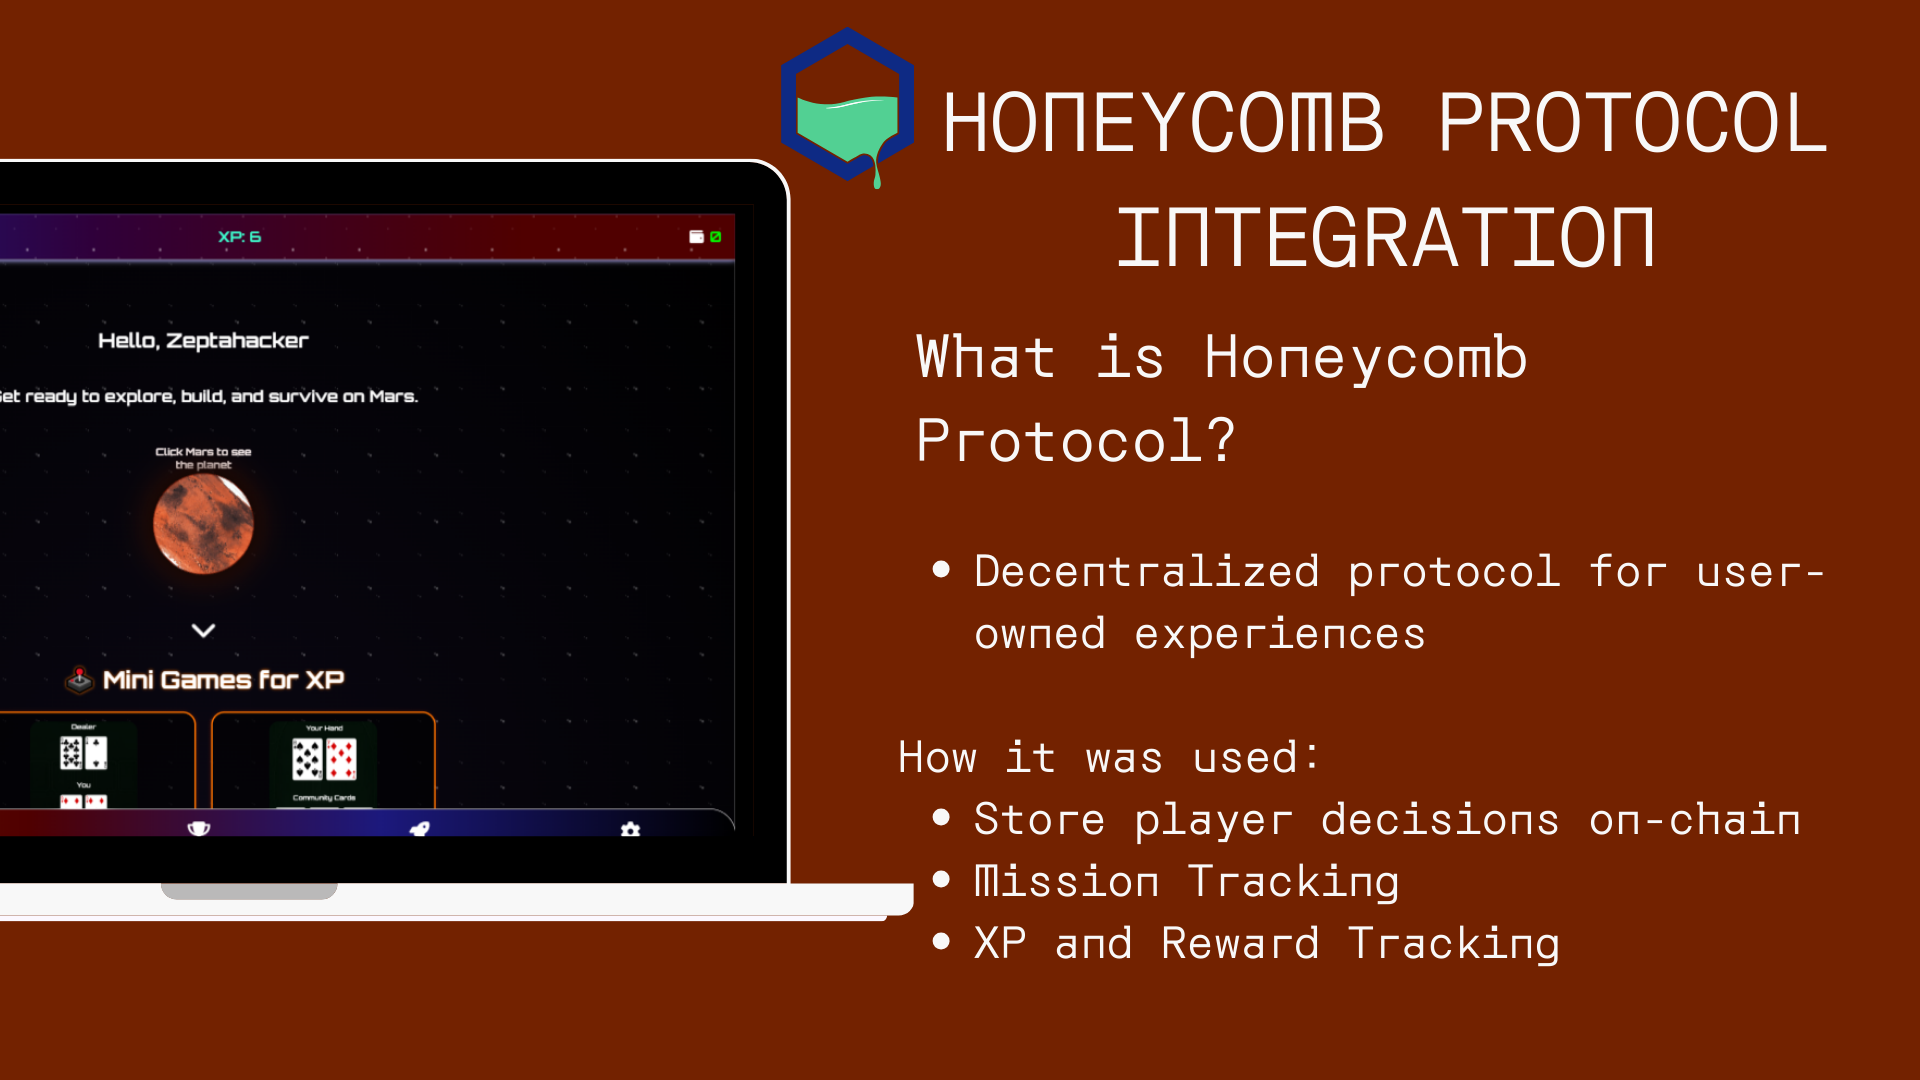 HONEYCOMB PROTOCOL
INTEGRATION
What is Honeycomb
Protocol?
• Decentralized protocol for user-
owned experiences
How it was used:
• Store player decisions on-chain
• Mission Tracking
• XP and Reward Tracking
XP: 6
0
Hello, Zeptahacker
et ready to explore, build, and survive on Mars.
Click Mars to see
the planet
Mini Games for XP
Dealer
You
Your Hand
Community Cards